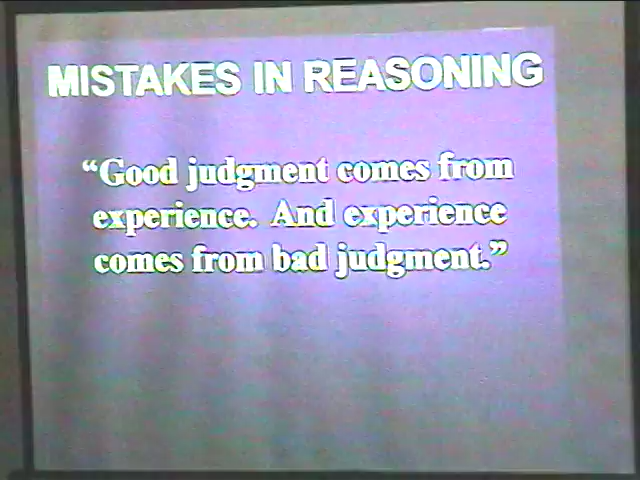 MISTAKES IN REASONING
“Good judgment comes from
experience. And experience
comes from bad judgment.”